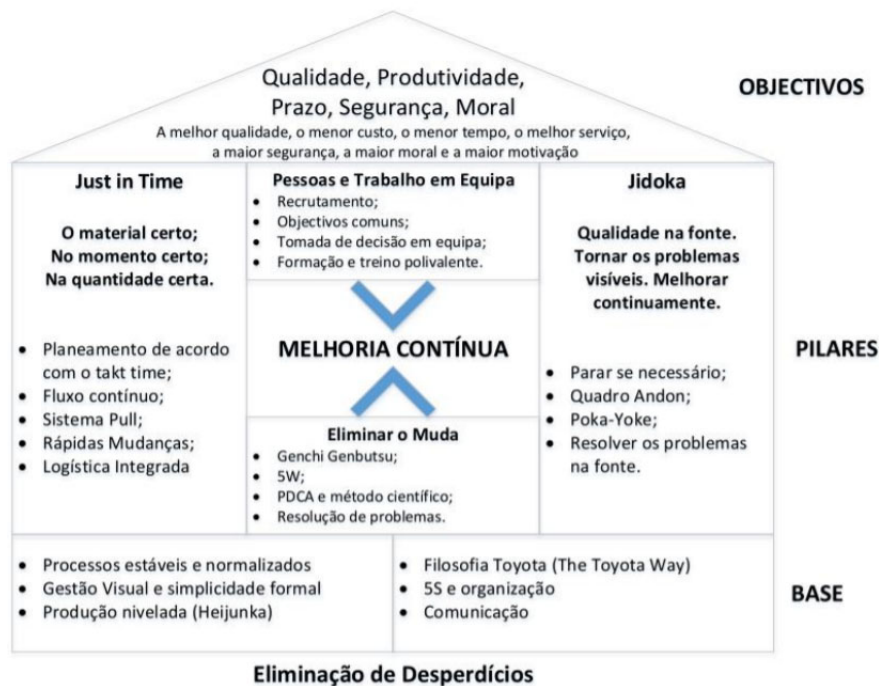 Qualidade, Produtividade,
Prazo, Segurança, Moral
A melhor qualidade, o menor custo, o menor tempo, o melhor serviço,
a maior segurança, a maior moral e a maior motivação
OBJECTIVOS
Just in Time
O material certo;
No momento certo;
Na quantidade certa.
• Planeamento de acordo
com o takt time;
• Fluxo contínuo;
• Sistema Pull;
• Rápidas Mudanças;
• Logística Integrada
Pessoas e Trabalho em Equipa
• Recrutamento;
• Objectivos comuns;
• Tomada de decisão em equipa;
• Formação e treino polivalente.
MELHORIA CONTÍNUA
Eliminar o Muda
• Genchi Genbutsu;
• 5W;
• PDCA e método científico;
• Resolução de problemas.
Jidoka
Qualidade na fonte.
Tornar os problemas
visíveis. Melhorar
continuamente.
• Parar se necessário;
• Quadro Andon;
• Poka-Yoke;
• Resolver os problemas
na fonte.
PILARES
• Processos estáveis e normalizados
• Gestão Visual e simplicidade formal
• Produção nivelada (Heijunka)
• Filosofia Toyota (The Toyota Way)
• 5S e organização
• Comunicação
BASE
Eliminação de Desperdícios